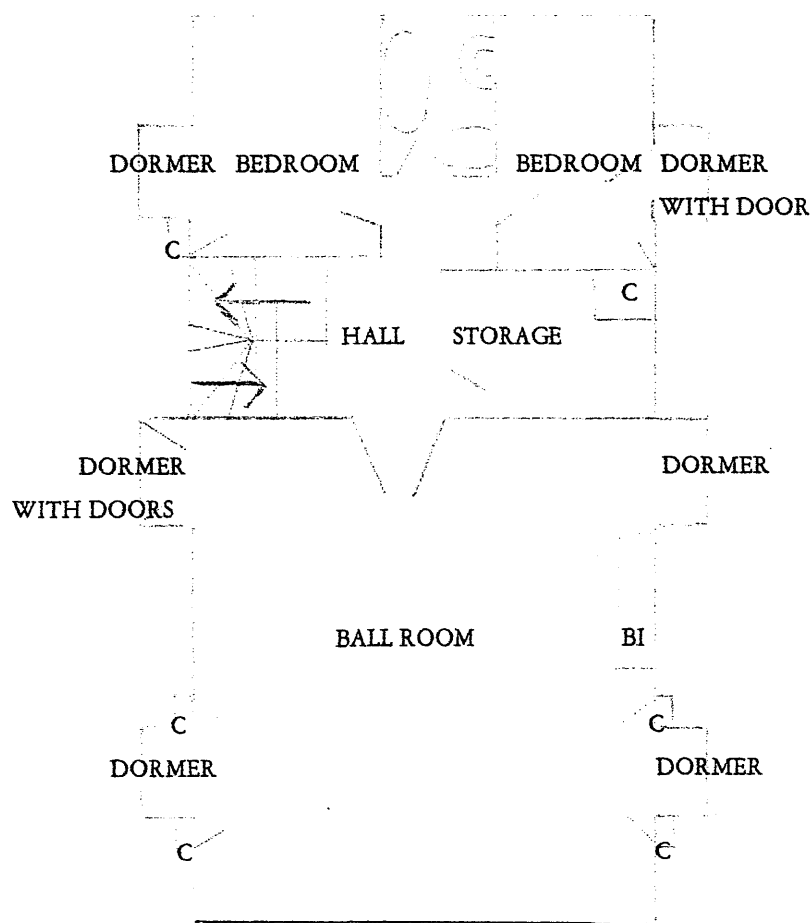 DORMER BEDROOM BEDROOM DORMER
WITH DOOR
C
C
HALL STORAGE
DORMER DORMER
WITH DOORS
BALL ROOM BI
C C
DORMER DORMER
C C